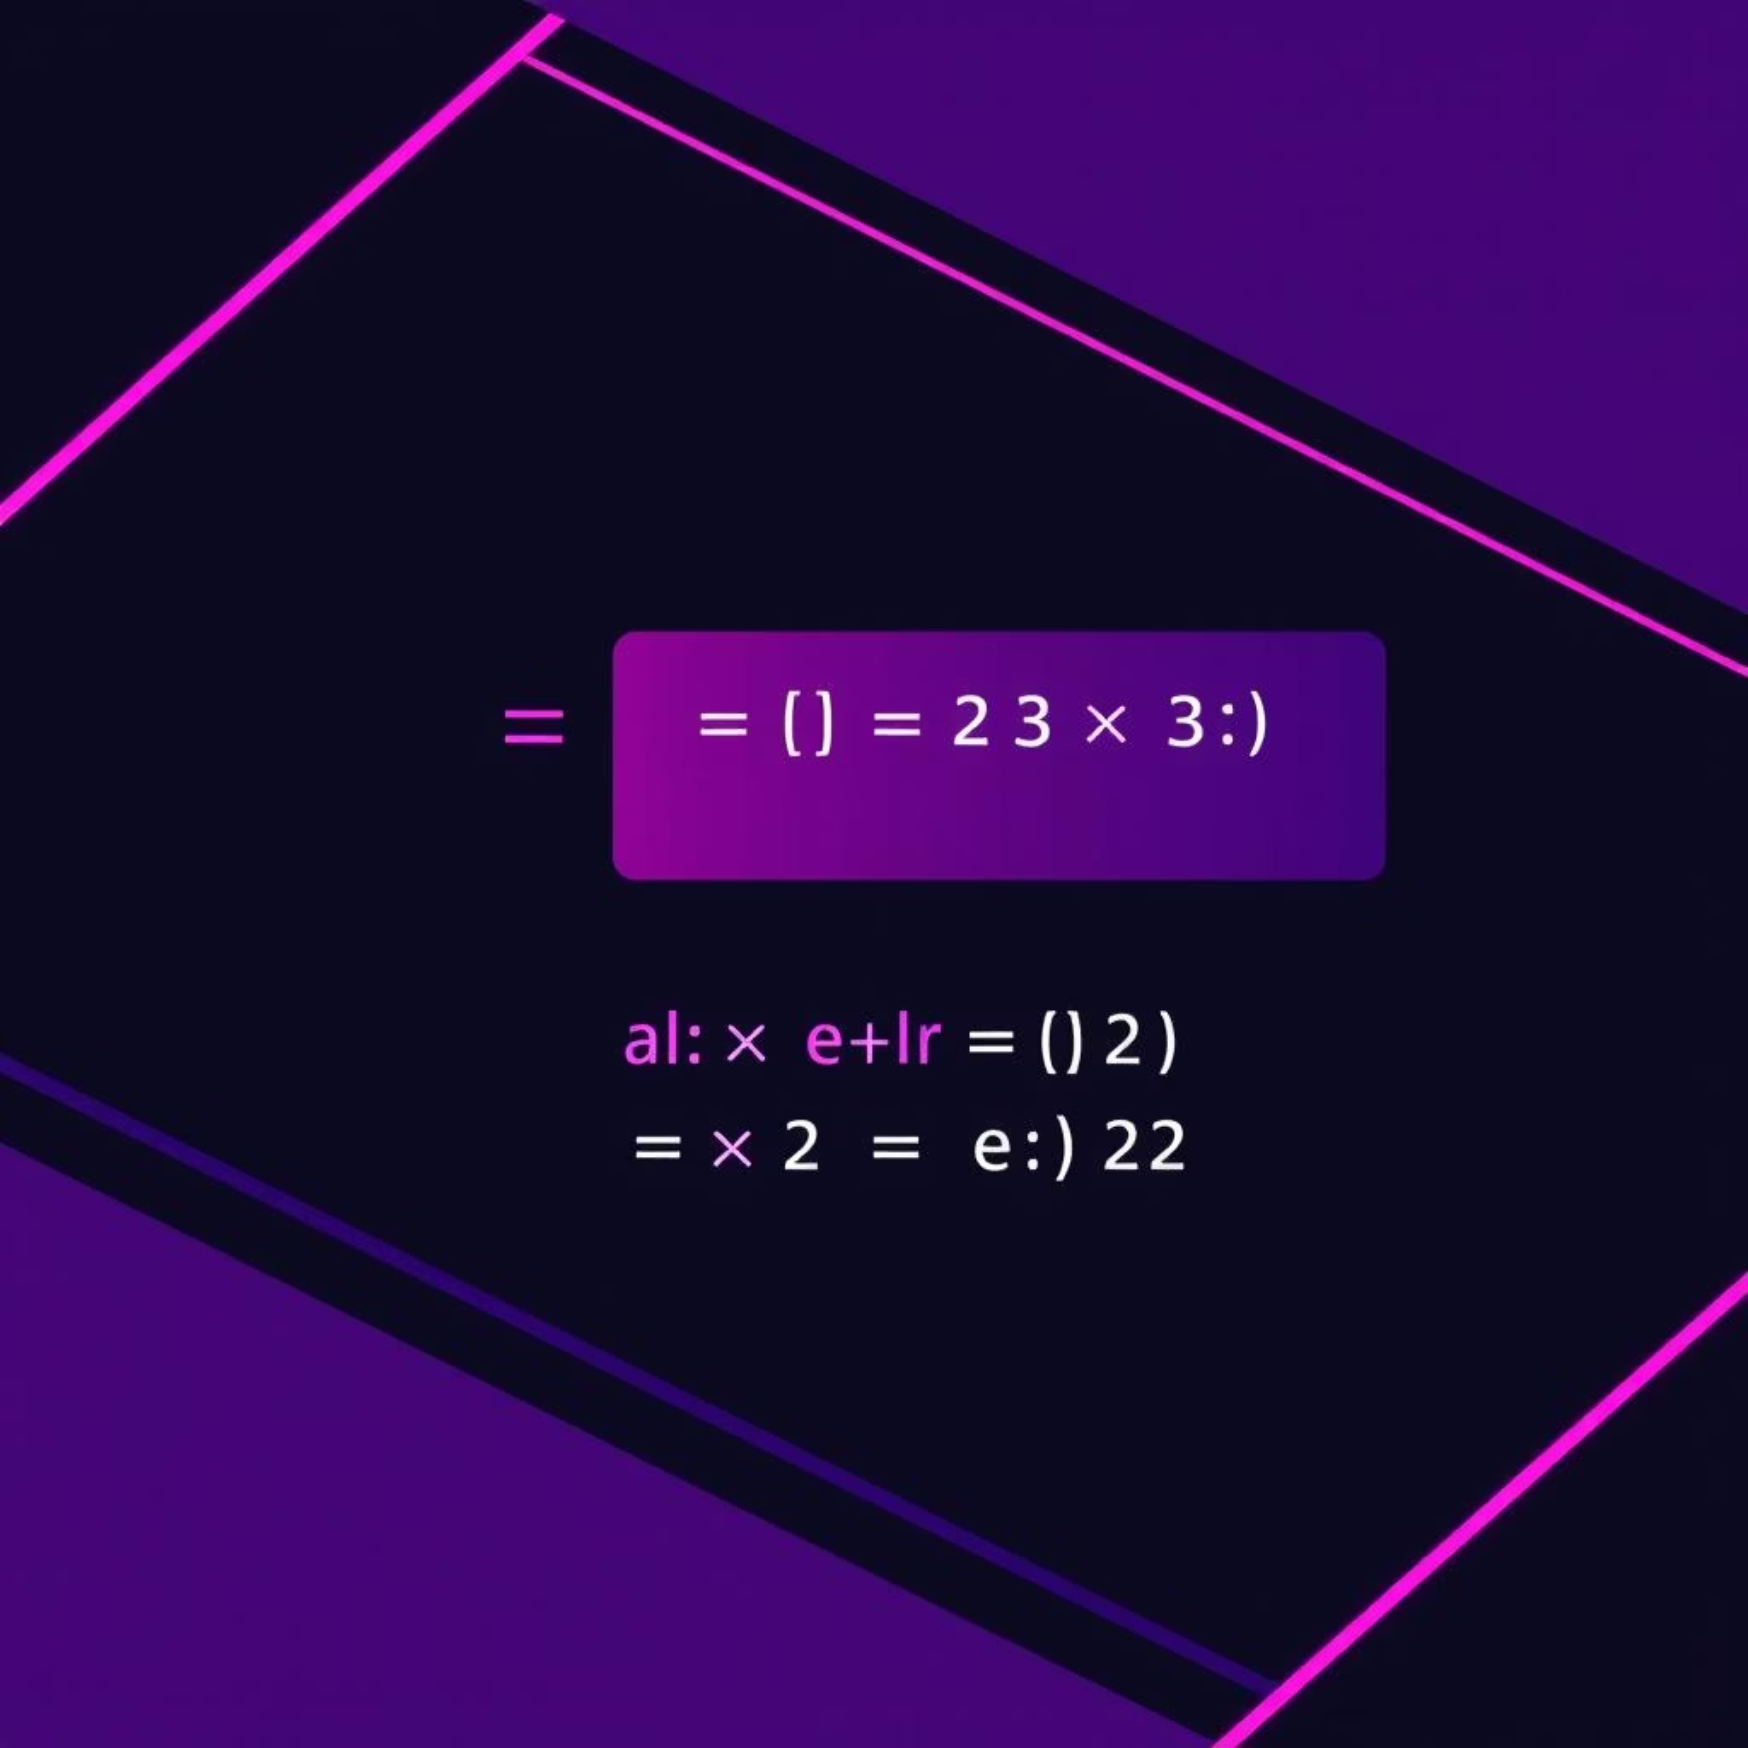 = = () = 2 3 × 3:)
al: × e+lr = () 2 )
= × 2 = e:) 22